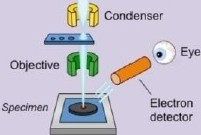 Condenser
Eye
Objective
Specimen
Electron
detector